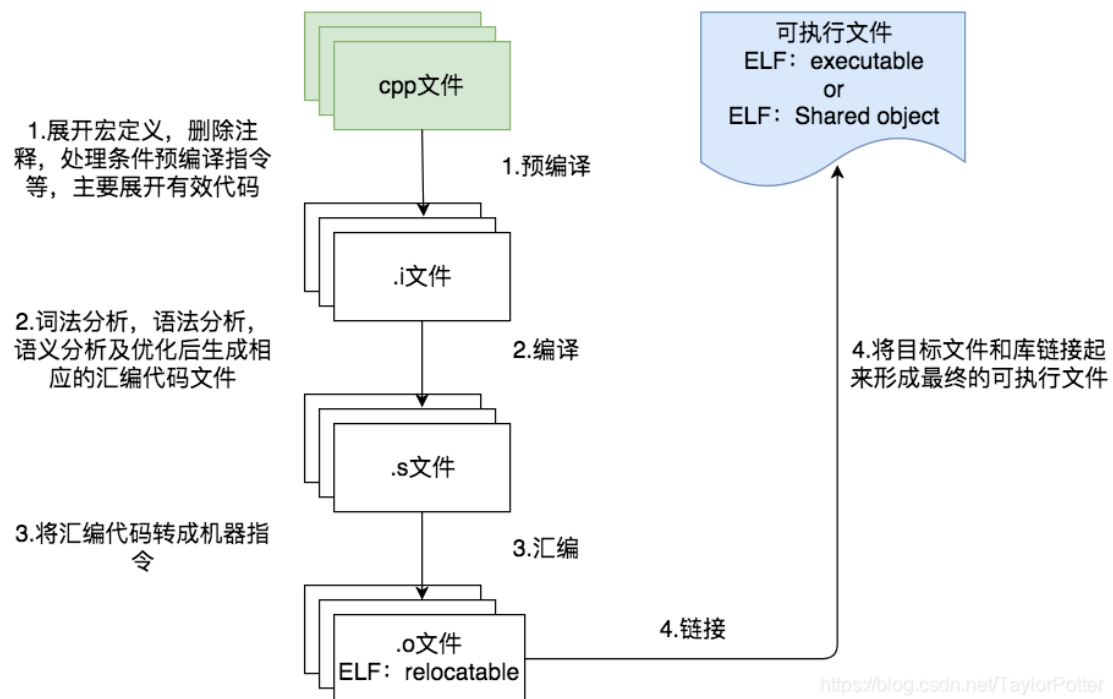 cpp文件
可执行文件
ELF：executable
or
ELF：Shared object
1.展开宏定义，删除注
释，处理条件预编译指令
等，主要展开有效代码
1.预编译
.i文件
2.词法分析，语法分析，
语义分析及优化后生成相
应的汇编代码文件
2.编译
4.将目标文件和库链接起
来形成最终的可执行文件
.s文件
3.将汇编代码转成机器指
令
3.汇编
.o文件
ELF：relocatable
4.链接
https://blog.csdn.net/TaylorPotter